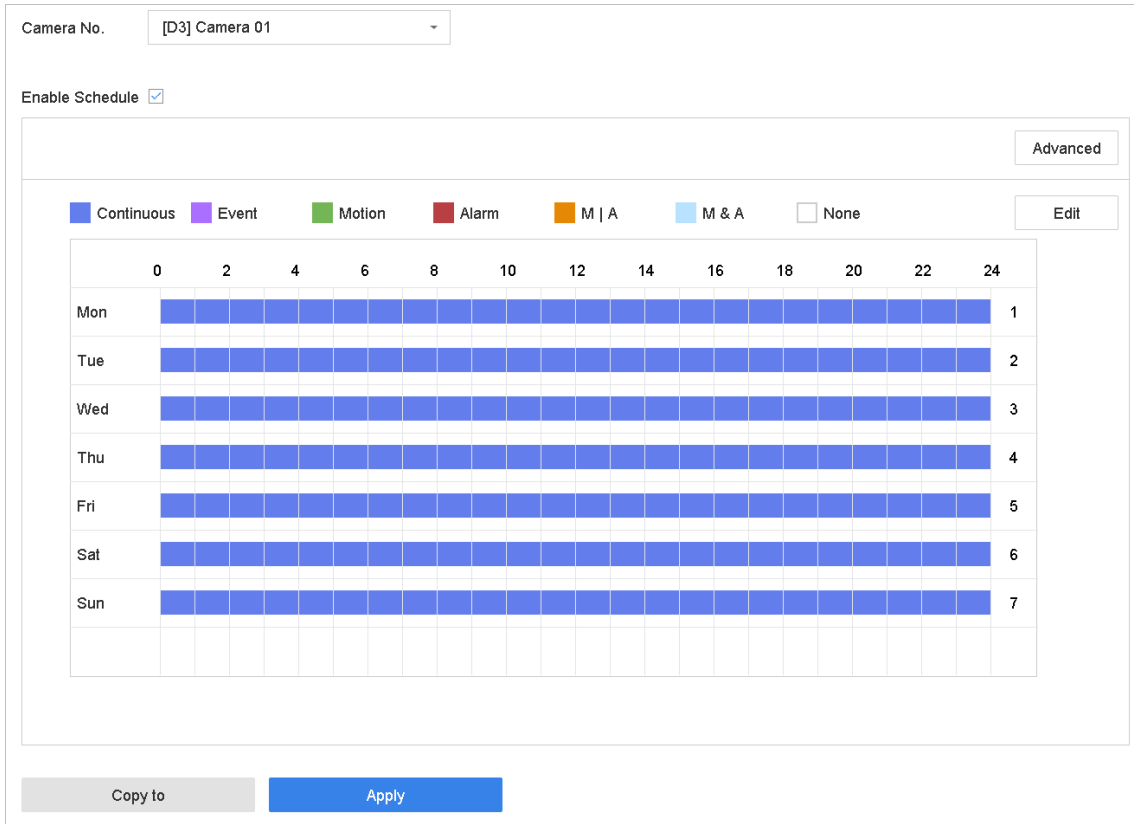 Camera No. [D3] Camera 01
Enable Schedule
Advanced
Continuous Event Motion Alarm M | A M & A None Edit
0 2 4 6 8 10 12 14 16 18 20 22 24
Mon 1
Tue 2
Wed 3
Thu 4
Fri 5
Sat 6
Sun 7
Copy to Apply